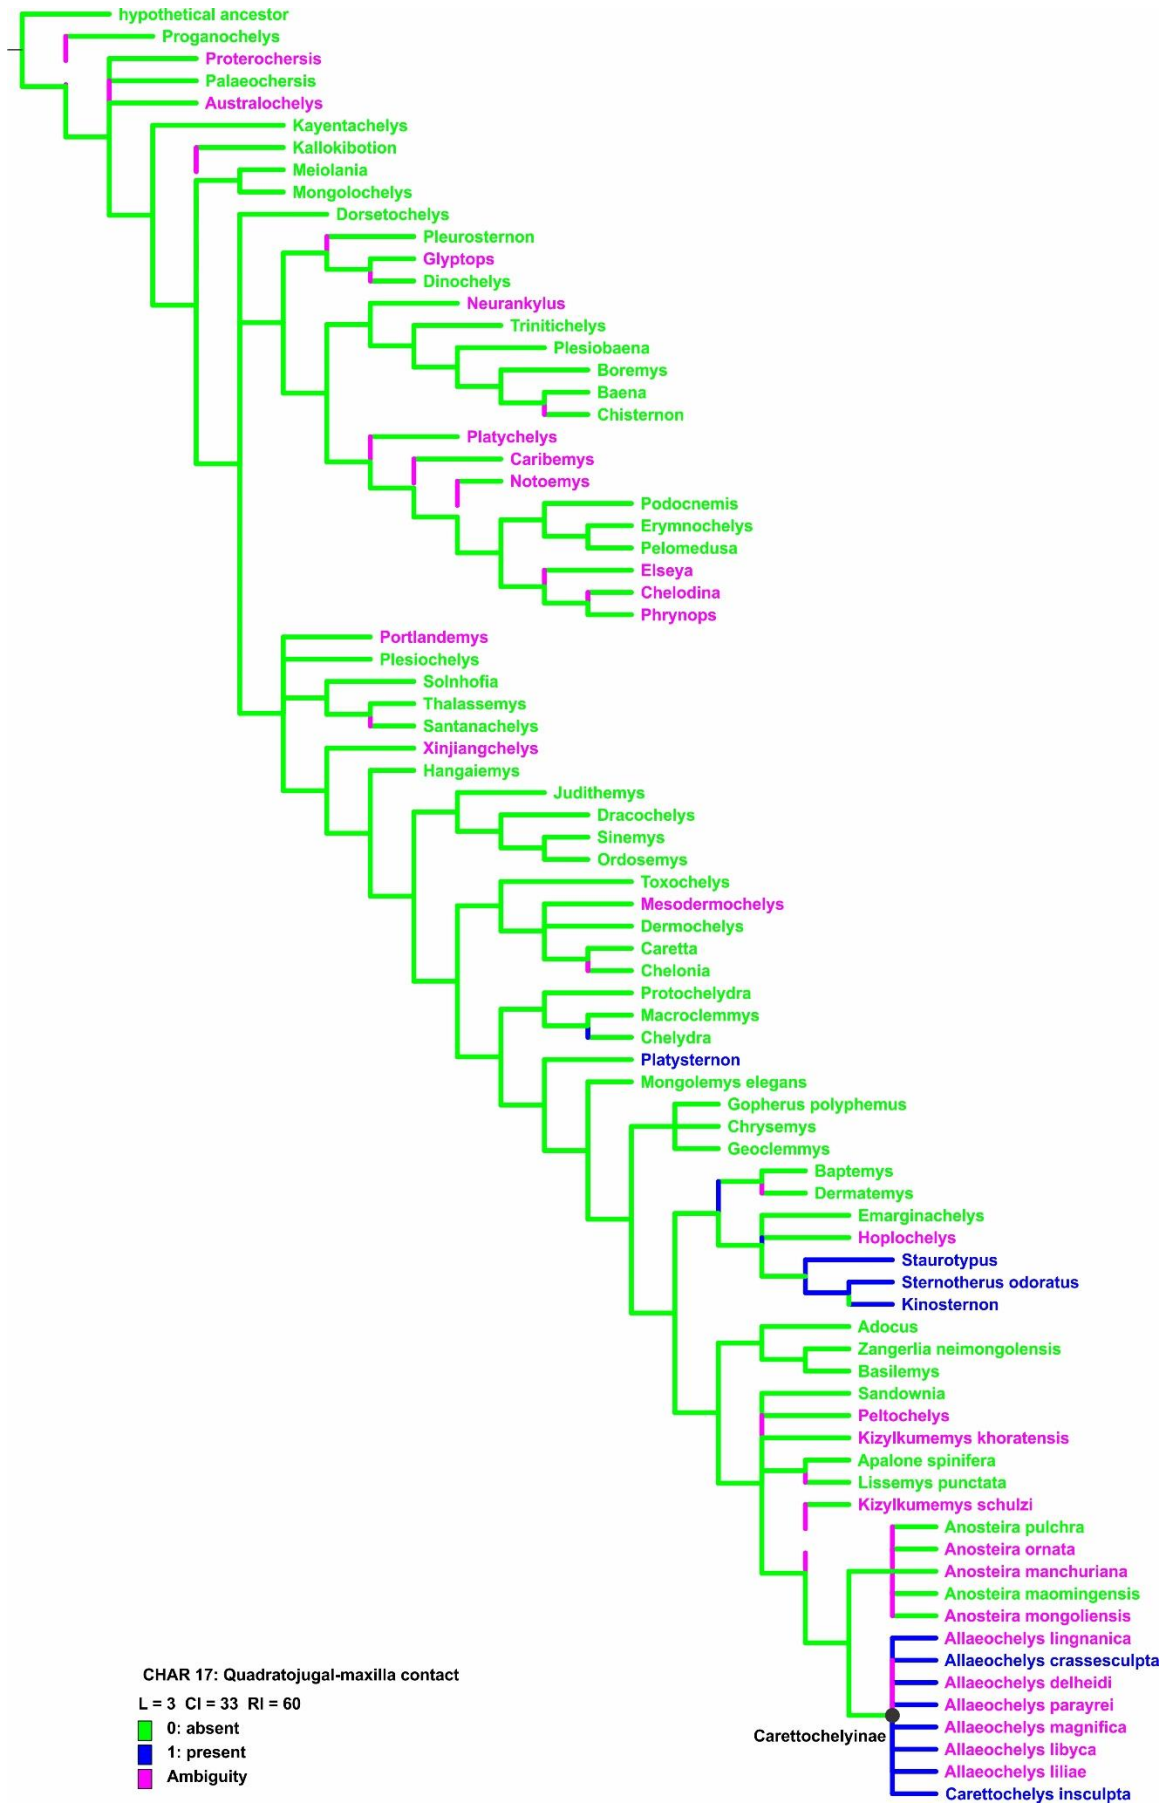 hypothetical ancestor
Proganochelys
Proterochersis
Palaeochersis
Australochelys
Kayentachelys
Kallokibotion
Meiolania
Mongolochelys
Dorsetochelys
Pleurosternon
Glyptops
Dinochelys
Neurankylus
Trinitichelys
Plesiobaena
Boremys
Baena
Chisternon
Platychelys
Caribemys
Notoemys
Podocnemis
Erymnochelys
Pelomedusa
Elseya
Chelodina
Phrynops
Portlandemys
Plesiochelys
Solnhofia
Thalassemys
Santanachelys
Xinjiangchelys
Hangaiemys
Judithemys
Dracochelys
Sinemys
Ordosemys
Toxochelys
Mesodermochelys
Dermochelys
Caretta
Chelonia
Protochelydra
Macroclemmys
Chelydra
Platysternon
Mongolemys elegans
Gopherus polyphemus
Chrysemys
Geoclemmys
Baptemys
Dermatemys
Emarginachelys
Hoplochelys
Staurotypus
Sternotherus odoratus
Kinosternon
Adocus
Zangerlia neimongolensis
Basilemys
Sandownia
Peltochelys
Kizylkumemys khoratensis
Apalone spinifera
Lissemys punctata
Kizylkumemys schulzi
Anosteira pulchra
Anosteira ornata
Anosteira manchuriana
Anosteira maomingensis
Anosteira mongoliensis
Allaeochelys lingnanica
Allaeochelys crassesculpta
Allaeochelys delheidi
Allaeochelys parayrei
Allaeochelys magnifica
Allaeochelys libyca
Allaeochelys liliae
Carettochelys insculpta
Carettochelyinae
CHAR 17: Quadratojugal-maxilla contact
L = 3 CI = 33 RI = 60
0: absent
1: present
Ambiguity